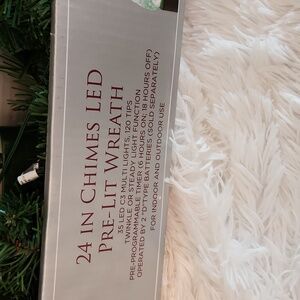 24 IN CHIMES LED
PRE-LIT WREATH
35 LED C3 MULTI LIGHTS, 120 TIPS
TWINKLE OR STEADY LIGHT FUNCTION
PRE-PROGRAMMABLE TIMER (6 HOURS ON; 18 HOURS OFF)
OPERATED BY 2 "D"TYPE BATTERIES (SOLD SEPARATELY)
FOR INDOOR AND OUTDOOR USE